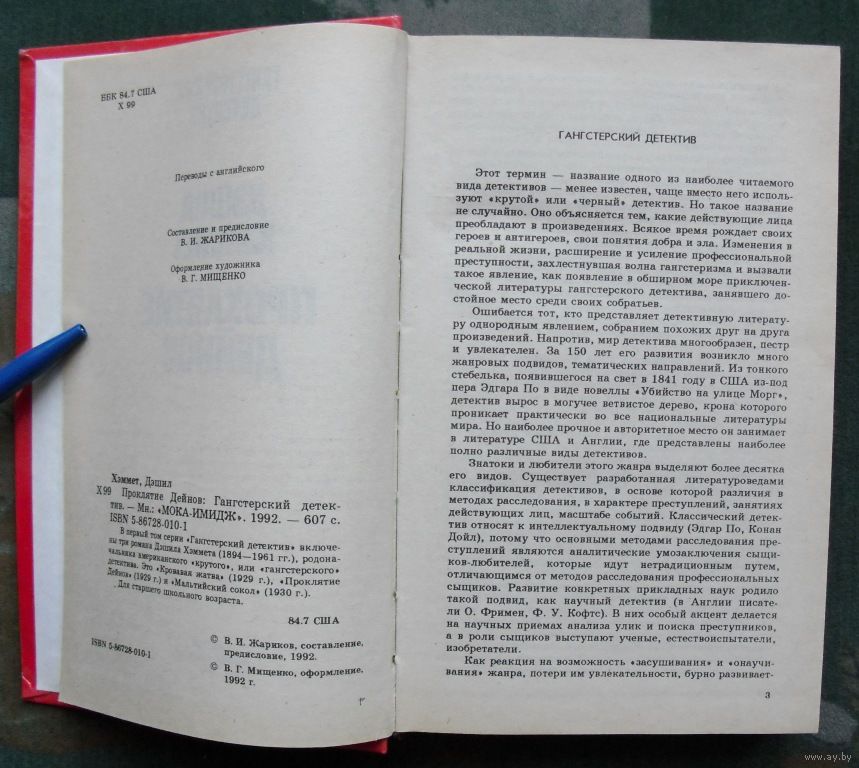 ББК 84.7 США
Х 99
Переводы с английского
Составление и предисловие
В. И. ЖАРИКОВА
Оформление художника
В. Г. МИЩЕНКО
Хэммет, Дэшил
Х 99 Проклятие Дейнов: Гангстерский детек-
тив. — Мн.: «МОКА-ИМИДЖ». 1992. — 607 с.
ISBN 5-86728-010-1
В первый том серии «Гангстерский детектив» включе-
ны три романа Дэшила Хэммета (1894—1961 гг.), родона-
чальника американского «крутого», или «гангстерского»
детектива. Это «Кровавая жатва» (1929 г.), «Проклятие
Дейнов» (1929 г.) и «Мальтийский сокол» (1930 г.).
Для старшего школьного возраста.
84.7 США
ISBN 5-86728-010-1
© В. И. Жариков, составление,
предисловие, 1992.
© В. Г. Мищенко, оформление,
1992 г.
ГАНГСТЕРСКИЙ ДЕТЕКТИВ
Этот термин — название одного из наиболее читаемого
вида детективов — менее известен, чаще вместо него исполь-
зуют «крутой» или «черный» детектив. Но такое название
не случайно. Оно объясняется тем, какие действующие лица
преобладают в произведениях. Всякое время рождает своих
героев и антигероев, свои понятия добра и зла. Изменения в
реальной жизни, расширение и усиление профессиональной
преступности, захлестнувшая волна гангстеризма и вызвали
такое явление, как появление в обширном море приключен-
ческой литературы гангстерского детектива, занявшего до-
стойное место среди своих собратьев.
Ошибается тот, кто представляет детективную литерату-
ру однородным явлением, собранием похожих друг на друга
произведений. Напротив, мир детектива многообразен, пестр
и увлекателен. За 150 лет его развития возникло много
жанровых подвидов, тематических направлений. Из тонкого
стебелька, появившегося на свет в 1841 году в США из-под
пера Эдгара По в виде новеллы «Убийство на улице Морг»,
детектив вырос в могучее ветвистое дерево, крона которого
проникает практически во все национальные литературы
мира. Но наиболее прочное и авторитетное место он занимает
в литературе США и Англии, где представлены наиболее
полно различные виды детективов.
Знатоки и любители этого жанра выделяют более десятка
его видов. Существует разработанная литературоведами
классификация детективов, в основе которой различия в
методах расследования, в характере преступлений, занятиях
действующих лиц, масштабе событий. Классический детек-
тив относят к интеллектуальному подвиду (Эдгар По, Конан
Дойл), потому что основными методами расследования пре-
ступлений являются аналитические умозаключения сыщи-
ков-любителей, которые идут нетрадиционным путем,
отличающимся от методов расследования профессиональных
сыщиков. Развитие конкретных прикладных наук родило
такой подвид, как научный детектив (в Англии писате-
ли О. Фримен, Ф. У. Кофтс). В них особый акцент делается
на научных приемах анализа улик и поиска преступников,
а в роли сыщиков выступают ученые, естествоиспытатели,
изобретатели.
Как реакция на возможность «засушивания» и «онаучи-
вания» жанра, потери им увлекательности, бурно развивает-
3
www.ay.by